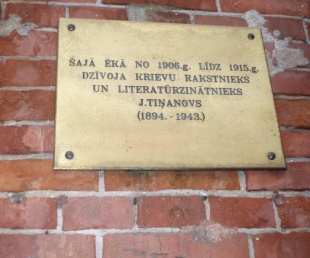 ŠAJĀ ĒKĀ NO 1906.g. LĪDZ 1915.g.
DZĪVOJA KRIEVU RAKSTNIEKS
UN LITERATŪRZINĀTNIEKS
J.TIŅANOVS
(1894.-1943.)